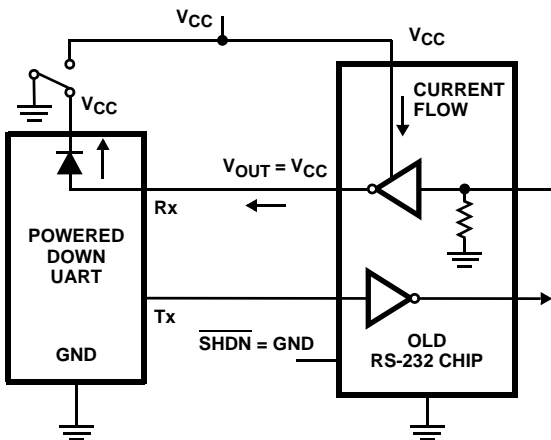 VCC
VCC
CURRENT
FLOW
VCC
VOUT = VCC
Rx
POWERED
DOWN
UART
Tx
SHDN = GND
OLD
RS-232 CHIP
GND